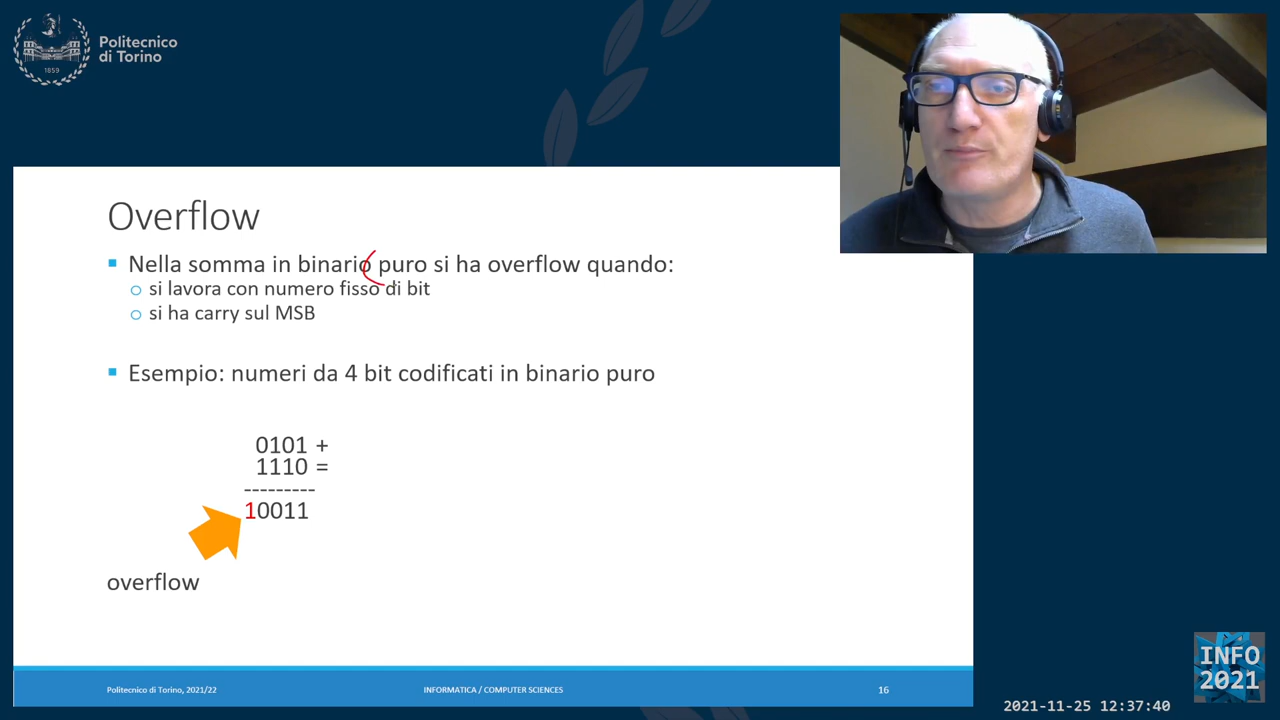 Politecnico
di Torino
1859
Overflow
Nella somma in binario puro si ha overflow quando:
si lavora con numero fisso di bit
si ha carry sul MSB
Esempio: numeri da 4 bit codificati in binario puro
0101 +
1110 =
---------
10011
overflow
Politecnico di Torino, 2021/22
INFORMATICA / COMPUTER SCIENCES
16
INFO
2021
2021-11-25 12:37:40